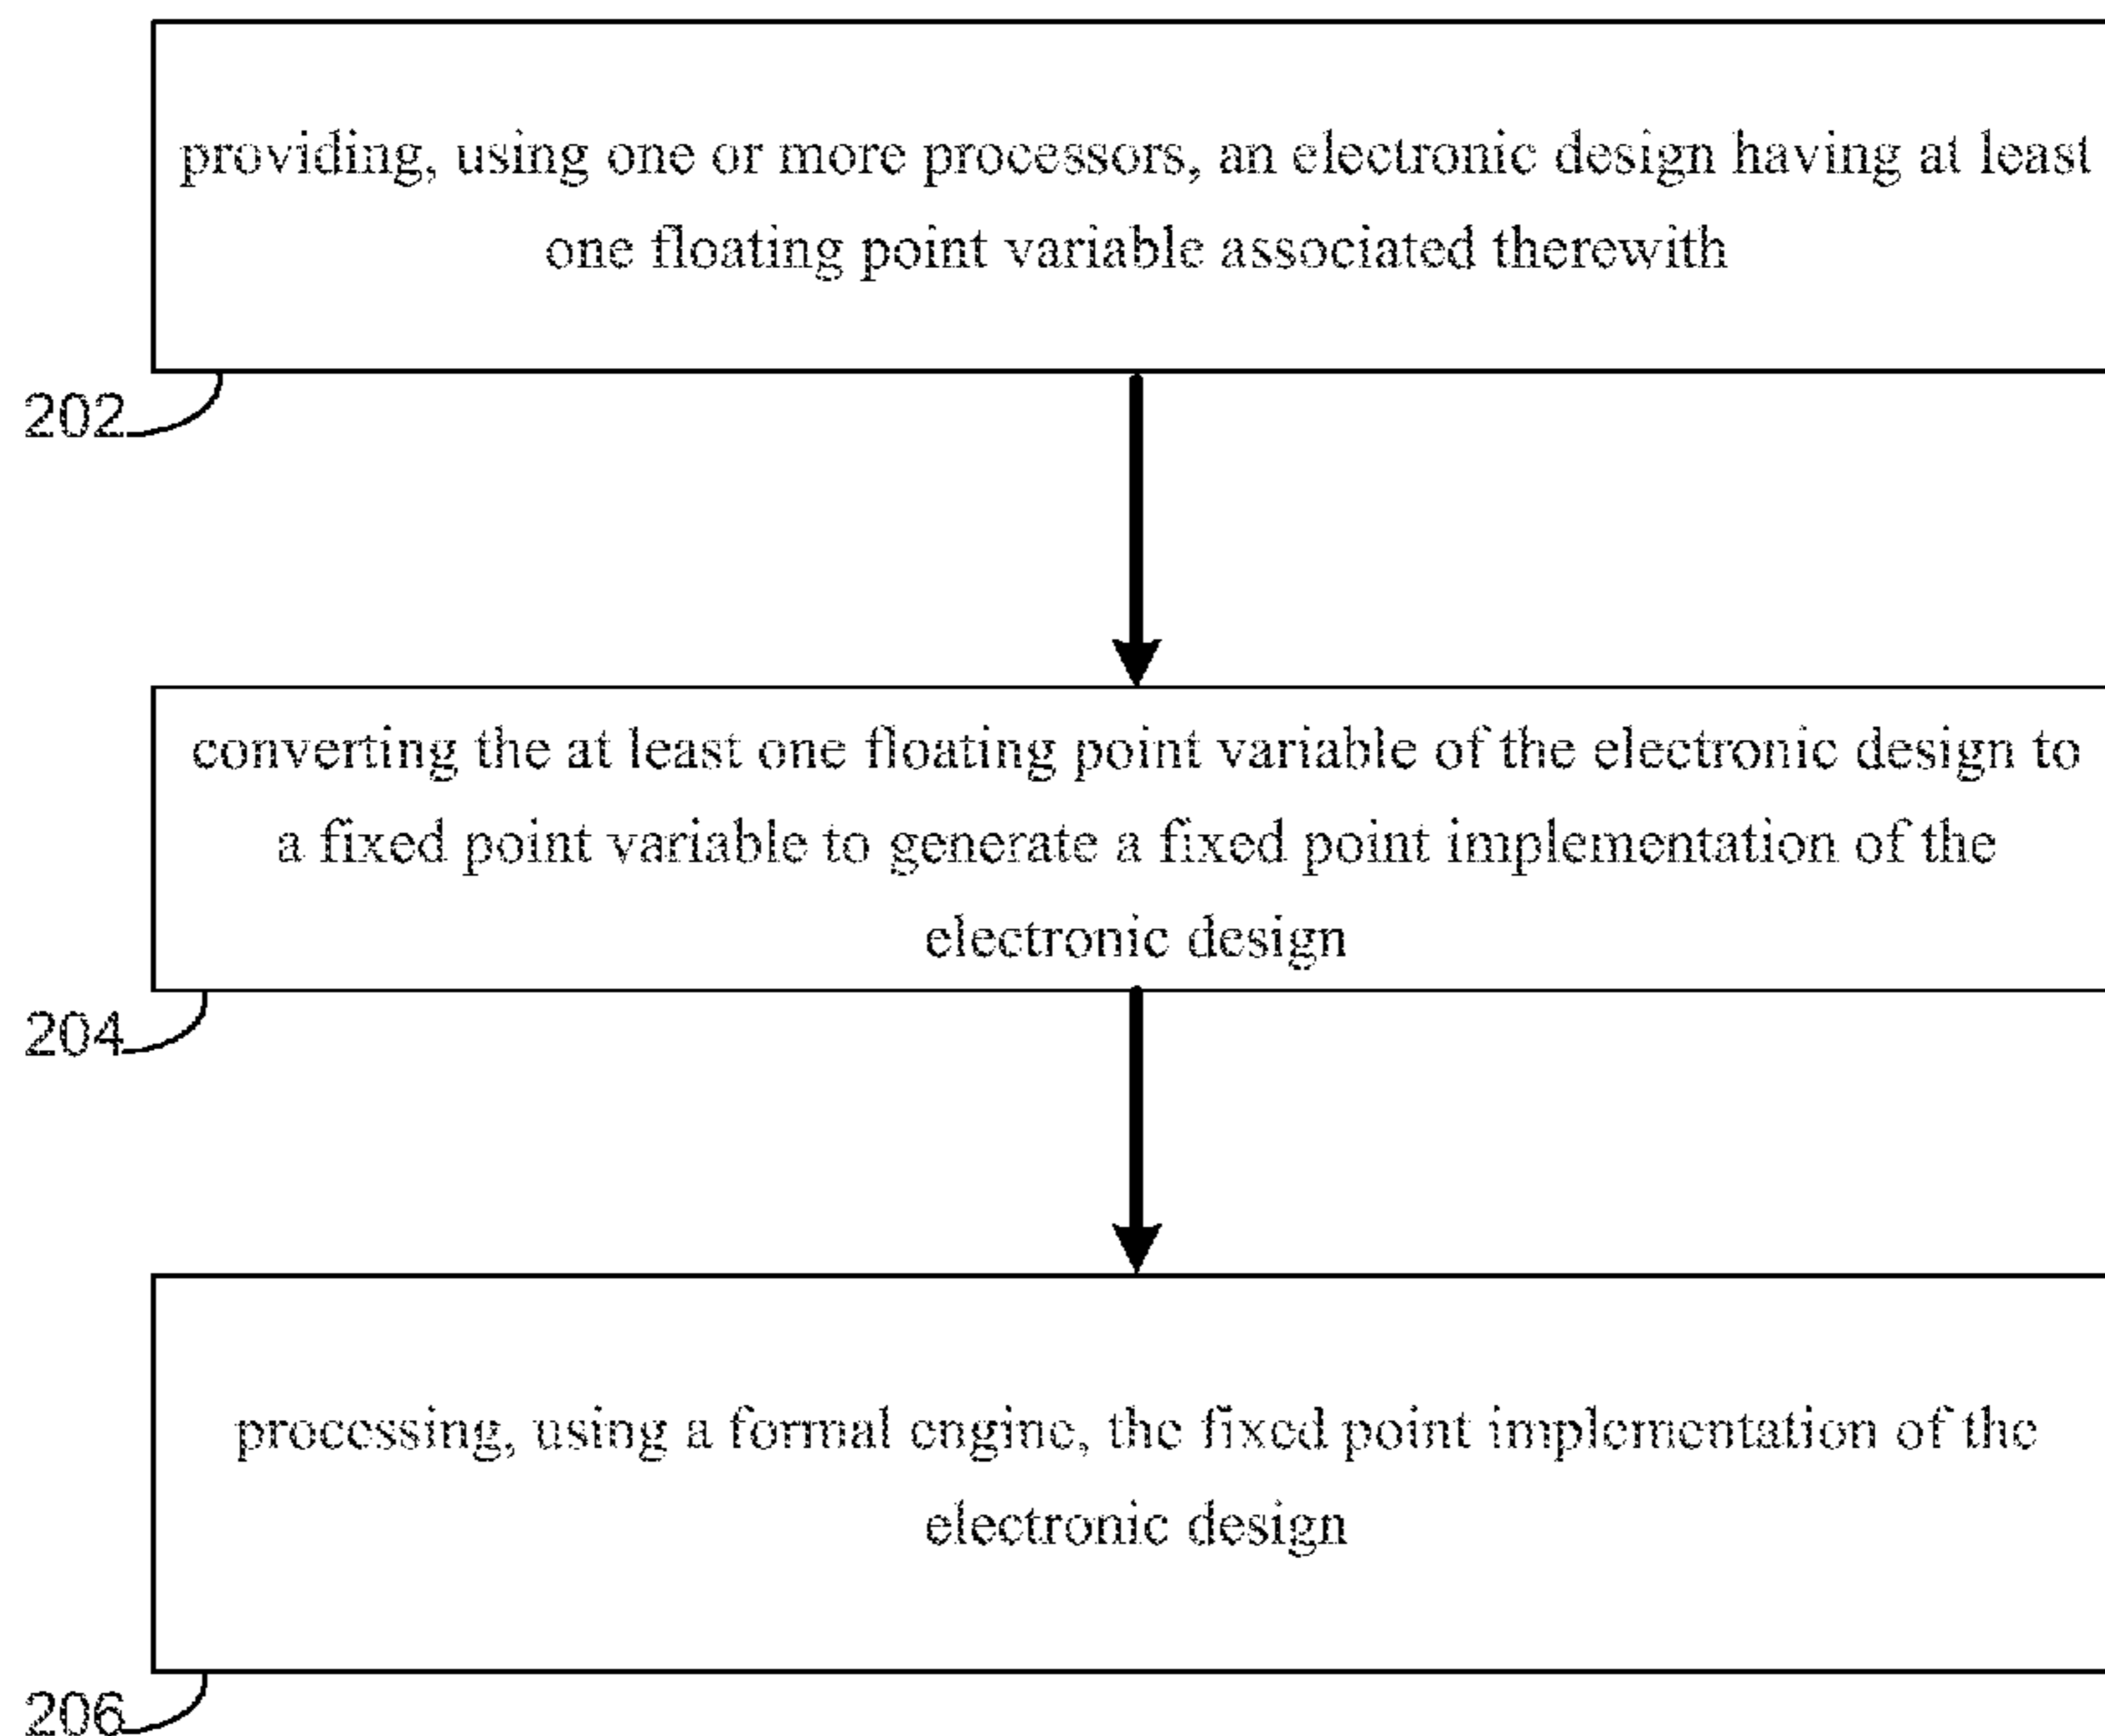 providing, using one or more processors, an electronic design having at least
one floating point variable associated therewith
202
converting the at least one floating point variable of the electronic design to
a fixed point variable to generate a fixed point implementation of the
electronic design
204
processing, using a formal engine, the fixed point implementation of the
electronic design
206